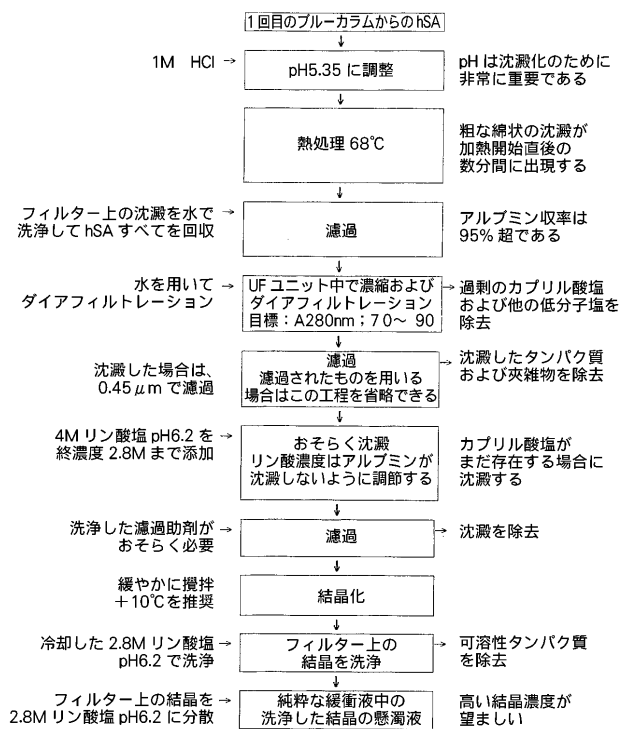 1回目のブルーカラムからのhSA
1M HCl →
pH5.35 に調整
pHは沈澱化のために
非常に重要である
熱処理 68℃
粗な綿状の沈澱が
加熱開始直後の
数分間に出現する
フィルター上の沈澱を水で
洗浄してhSAすべてを回収
濾過
アルブミン収率は
95% 超である
水を用いて
ダイアフィルトレーション
UFユニット中で濃縮および
ダイアフィルトレーション
目標：A280nm；70～ 90
過剰のカプリル酸塩
および他の低分子塩を
除去
沈澱した場合は、
0.45μmで濾過
濾過
濾過されたものを用いる
場合はこの工程を省略できる
沈澱したタンパク質
および夾雑物を除去
4M リン酸塩 pH6.2 を
終濃度 2.8M まで添加
おそらく沈澱
リン酸濃度はアルブミンが
沈澱しないように調節する
カプリル酸塩が
まだ存在する場合に
沈澱する
洗浄した濾過助剤が
おそらく必要
濾過
沈澱を除去
緩やかに攪拌
＋10℃を推奨
結晶化
冷却した 2.8M リン酸塩
pH6.2 で洗浄
フィルター上の
結晶を洗浄
可溶性タンパク質
を除去
フィルター上の結晶を
2.8M リン酸塩 pH6.2 に分散
純粋な緩衝液中の
洗浄した結晶の懸濁液
高い結晶濃度が
望ましい